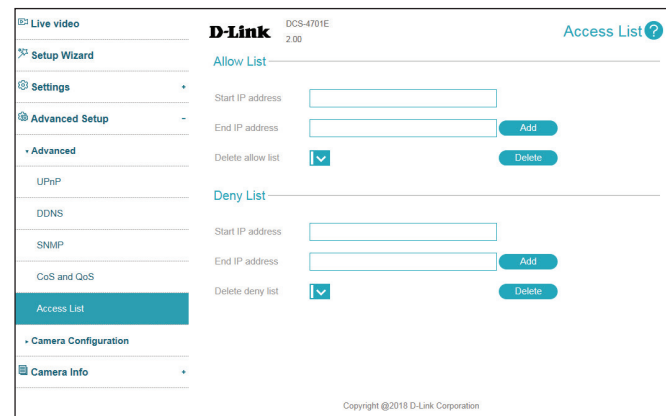 Live video
Setup Wizard
Settings +
Advanced Setup -
Advanced
UPnP
DDNS
SNMP
CoS and QoS
Access List
Camera Configuration
Camera Info +
D-Link DCS-4701E
2.00
Access List ?
Allow List
Start IP address
End IP address Add
Delete allow list Delete
Deny List
Start IP address
End IP address Add
Delete deny list Delete
Copyright @2018 D-Link Corporation